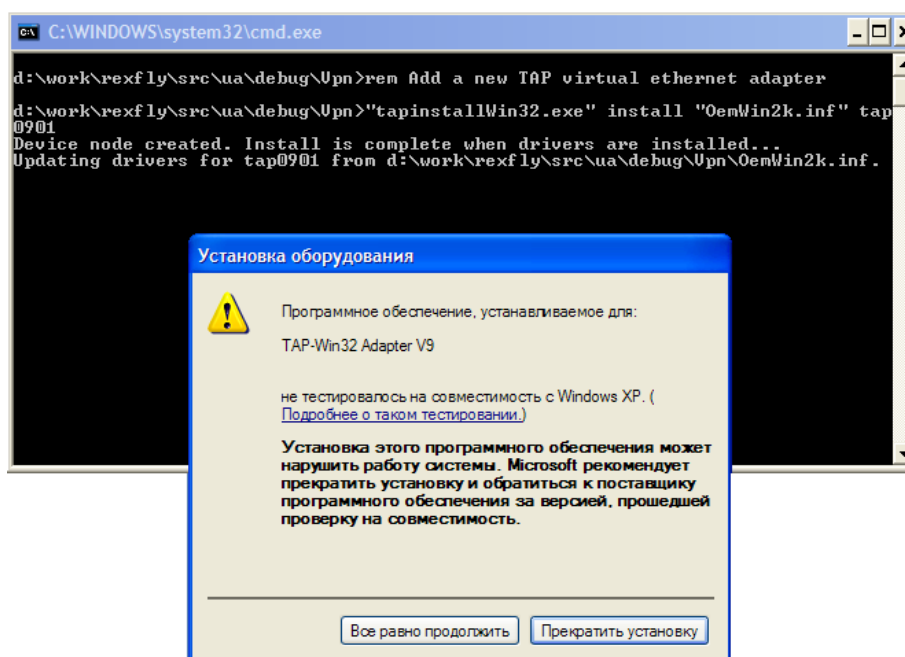 C:\WINDOWS\system32\cmd.exe
d:\work\rexfly\src\ua\debug\Vpn>rem Add a new TAP virtual ethernet adapter
d:\work\rexfly\src\ua\debug\Vpn>"tapinstallWin32.exe" install "OemWin2k.inf" tap
0901
Device node created. Install is complete when drivers are installed...
Updating drivers for tap0901 from d:\work\rexfly\src\ua\debug\Vpn\OemWin2k.inf.
Установка оборудования
Программное обеспечение, устанавливаемое для:
TAP-Win32 Adapter V9
не тестировалось на совместимость с Windows XP. (
Подробнее о таком тестировании.)
Установка этого программного обеспечения может
нарушить работу системы. Microsoft рекомендует
прекратить установку и обратиться к поставщику
программного обеспечения за версией, прошедшей
проверку на совместимость.
Все равно продолжить
Прекратить установку